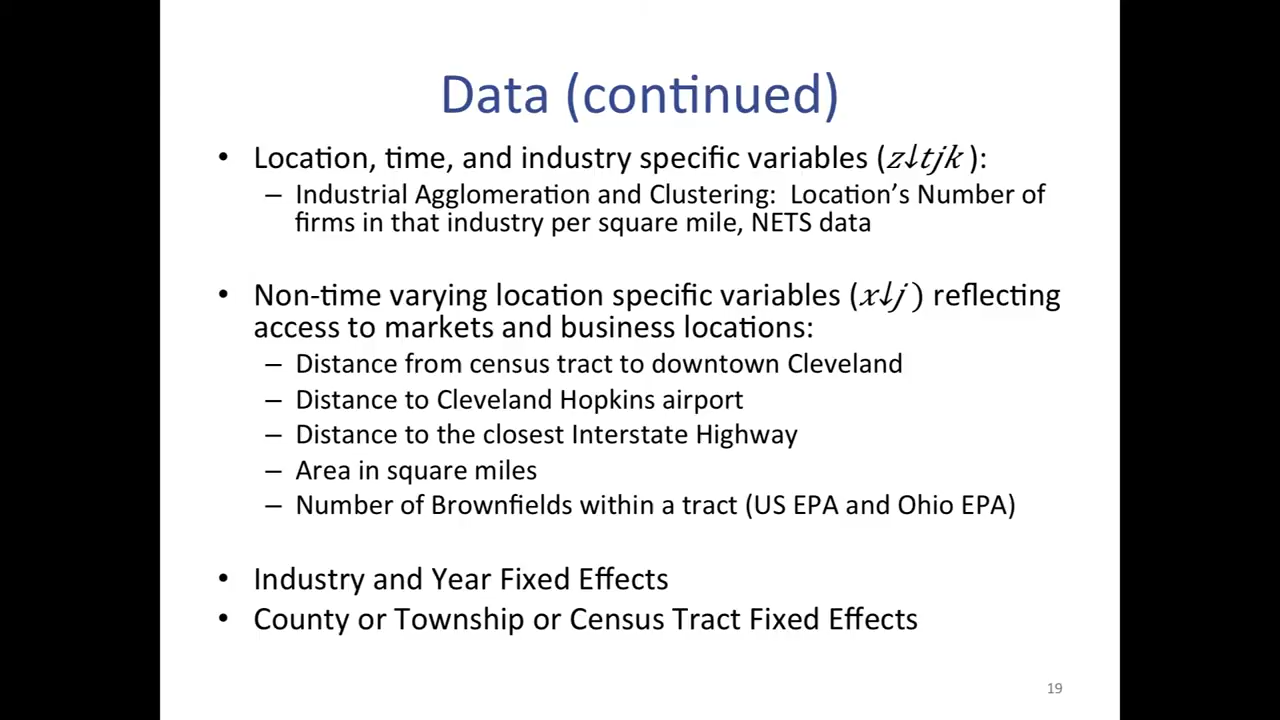 Data (continued)
• Location, time, and industry specific variables (z↓tjk ):
– Industrial Agglomeration and Clustering:  Location’s Number of
firms in that industry per square mile, NETS data
• Non-time varying location specific variables (x↓j ) reflecting
access to markets and business locations:
– Distance from census tract to downtown Cleveland
– Distance to Cleveland Hopkins airport
– Distance to the closest Interstate Highway
– Area in square miles
– Number of Brownfields within a tract (US EPA and Ohio EPA)
• Industry and Year Fixed Effects
• County or Township or Census Tract Fixed Effects
19